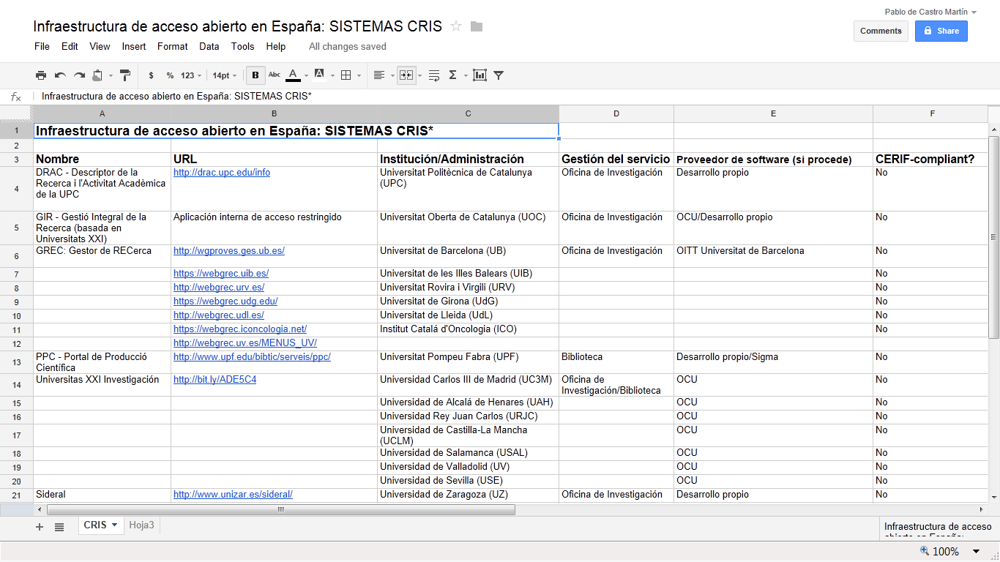 Pablo de Castro Martín
Infraestructura de acceso abierto en España: SISTEMAS CRIS
Comments
Share
File Edit View Insert Format Data Tools Help All changes saved
$ % 123 14pt B Abc A A Σ
fx Infraestructura de acceso abierto en España: SISTEMAS CRIS*
A B C D E F
1 Infraestructura de acceso abierto en España: SISTEMAS CRIS*
2
3 Nombre URL Institución/Administración Gestión del servicio Proveedor de software (si procede) CERIF-compliant?
DRAC - Descriptor de la http://drac.upc.edu/info Universitat Politècnica de Catalunya Oficina de Investigación Desarrollo propio No
Recerca i l'Activitat Acadèmica (UPC)
4 de la UPC
GIR - Gestió Integral de la Aplicación interna de acceso restringido Universitat Oberta de Catalunya (UOC) Oficina de Investigación OCU/Desarrollo propio No
5 Recerca (basada en
Universitats XXI)
6 GREC: Gestor de RECerca http://wgproves.ges.ub.es/ Universitat de Barcelona (UB) Oficina de Investigación OITT Universitat de Barcelona No
7 https://webgrec.uib.es/ Universitat de les Illes Balears (UIB) No
8 http://webgrec.urv.es/ Universitat Rovira i Virgili (URV) No
9 https://webgrec.udg.edu/ Universitat de Girona (UdG) No
10 http://webgrec.udl.es/ Universitat de Lleida (UdL) No
11 https://webgrec.iconcologia.net/ Institut Catalá d'Oncologia (ICO) No
12 http://webgrec.uv.es/MENUS_UV/
13 PPC - Portal de Producció http://www.upf.edu/bibtic/serveis/ppc/ Universitat Pompeu Fabra (UPF) Biblioteca Desarrollo propio/Sigma No
Científica
14 Universitas XXI Investigación http://bit.ly/ADE5C4 Universidad Carlos III de Madrid (UC3M) Oficina de OCU No
Investigación/Biblioteca
15 Universidad de Alcalá de Henares (UAH) OCU No
16 Universidad Rey Juan Carlos (URJC) OCU No
17 Universidad de Castilla-La Mancha OCU No
(UCLM)
18 Universidad de Salamanca (USAL) OCU No
19 Universidad de Valladolid (UV) OCU No
20 Universidad de Sevilla (USE) OCU No
21 Sideral http://www.unizar.es/sideral/ Universidad de Zaragoza (UZ) Oficina de Investigación Desarrollo propio No
+ CRIS Hoja3
Infraestructura de acceso
abierto en España:
100%